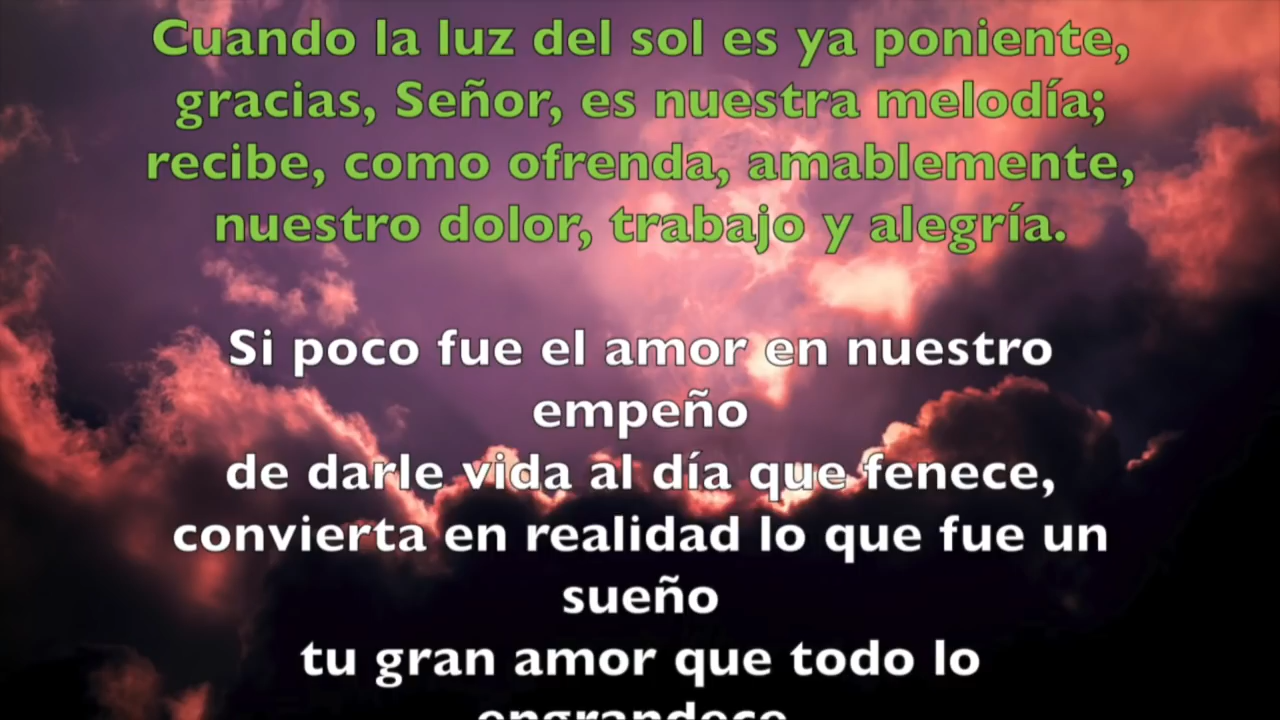 Cuando la luz del sol es ya poniente,
gracias, Señor, es nuestra melodía;
recibe, como ofrenda, amablemente,
nuestro dolor, trabajo y alegría.
Si poco fue el amor en nuestro
empeño
de darle vida al día que fenece,
convierta en realidad lo que fue un
sueño
tu gran amor que todo lo
engrandece.